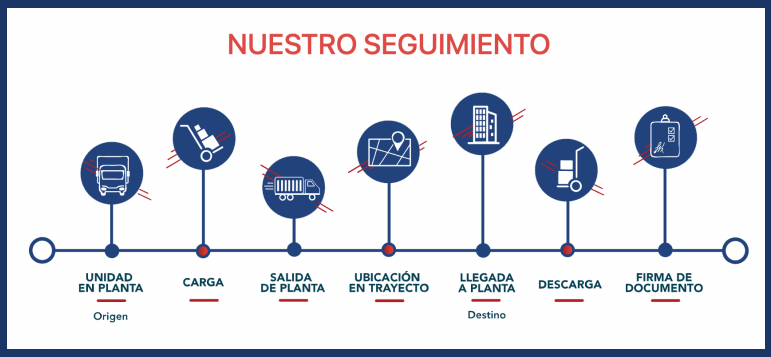 NUESTRO SEGUIMIENTO
UNIDAD
EN PLANTA
Origen
CARGA
SALIDA
DE PLANTA
UBICACIÓN
EN TRAYECTO
LLEGADA
A PLANTA
Destino
DESCARGA
FIRMA DE
DOCUMENTO